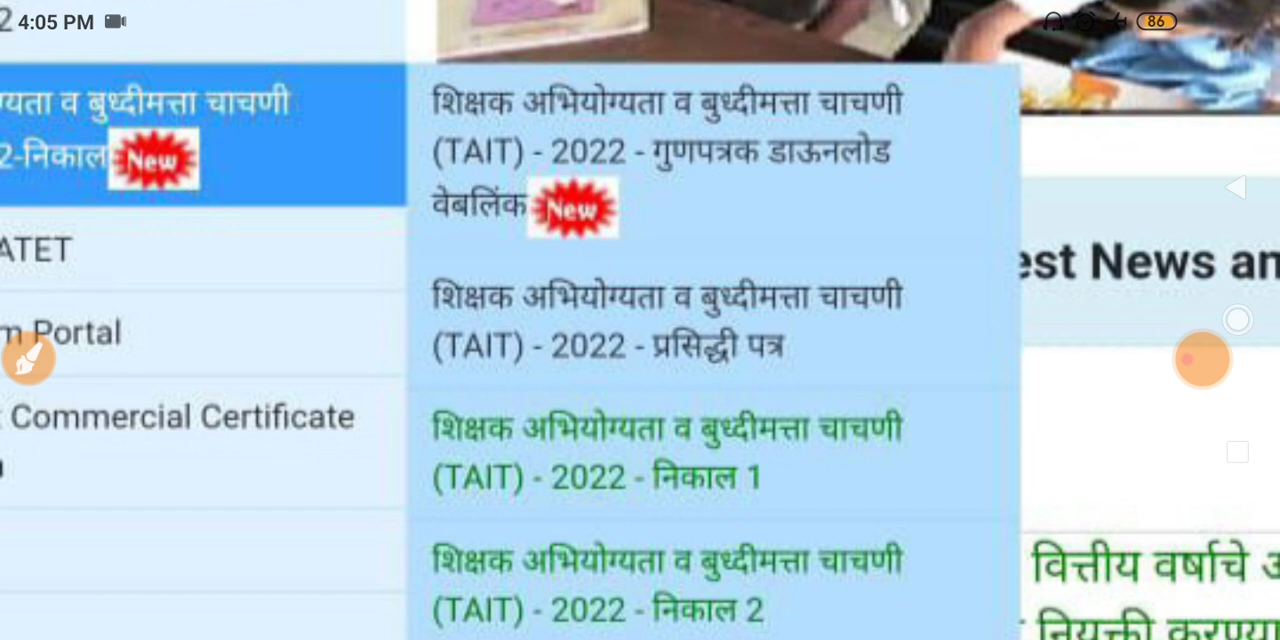 2
4:05 PM
86
ग्यता व बुध्दीमत्ता चाचणी
2-निकाल New
ATET
m Portal
Commercial Certificate
शिक्षक अभियोग्यता व बुध्दीमत्ता चाचणी
(TAIT) - 2022 - गुणपत्रक डाऊनलोड
वेबलिंक New
शिक्षक अभियोग्यता व बुध्दीमत्ता चाचणी
(TAIT) - 2022 - प्रसिद्धी पत्र
शिक्षक अभियोग्यता व बुध्दीमत्ता चाचणी
(TAIT) - 2022 - निकाल 1
शिक्षक अभियोग्यता व बुध्दीमत्ता चाचणी
(TAIT) - 2022 - निकाल 2
est News an
वित्तीय वर्षाचे
नियुक्ती